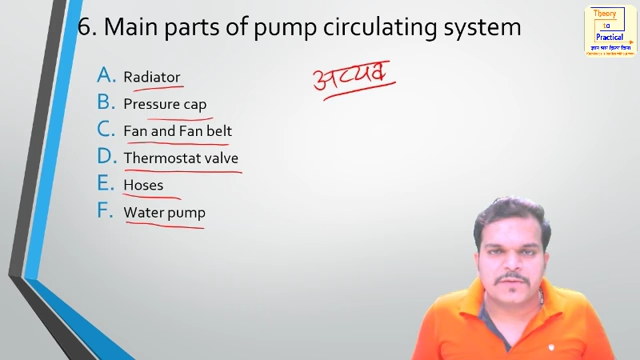 6. Main parts of pump circulating system
A. Radiator
B. Pressure cap
C. Fan and Fan belt
D. Thermostat valve
E. Hoses
F. Water pump
Theory
to
Practical